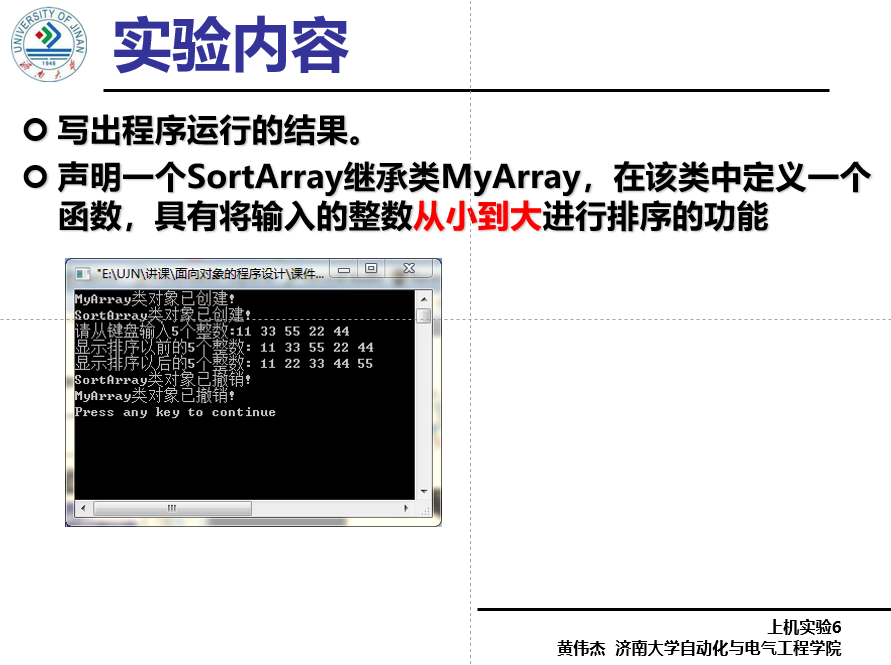 UNIVERSITY OF JINAN
1948
济南大学
实验内容
写出程序运行的结果。
声明一个SortArray继承类MyArray，在该类中定义一个
函数，具有将输入的整数从小到大进行排序的功能
"E:\UJN\讲课\面向对象的程序设计\课件...
MyArray类对象已创建!
SortArray类对象已创建!
请从键盘输入5个整数:11 33 55 22 44
显示排序以前的5个整数: 11 33 55 22 44
显示排序以后的5个整数: 11 22 33 44 55
SortArray类对象已撤销!
MyArray类对象已撤销!
Press any key to continue
上机实验6
黄伟杰 济南大学自动化与电气工程学院